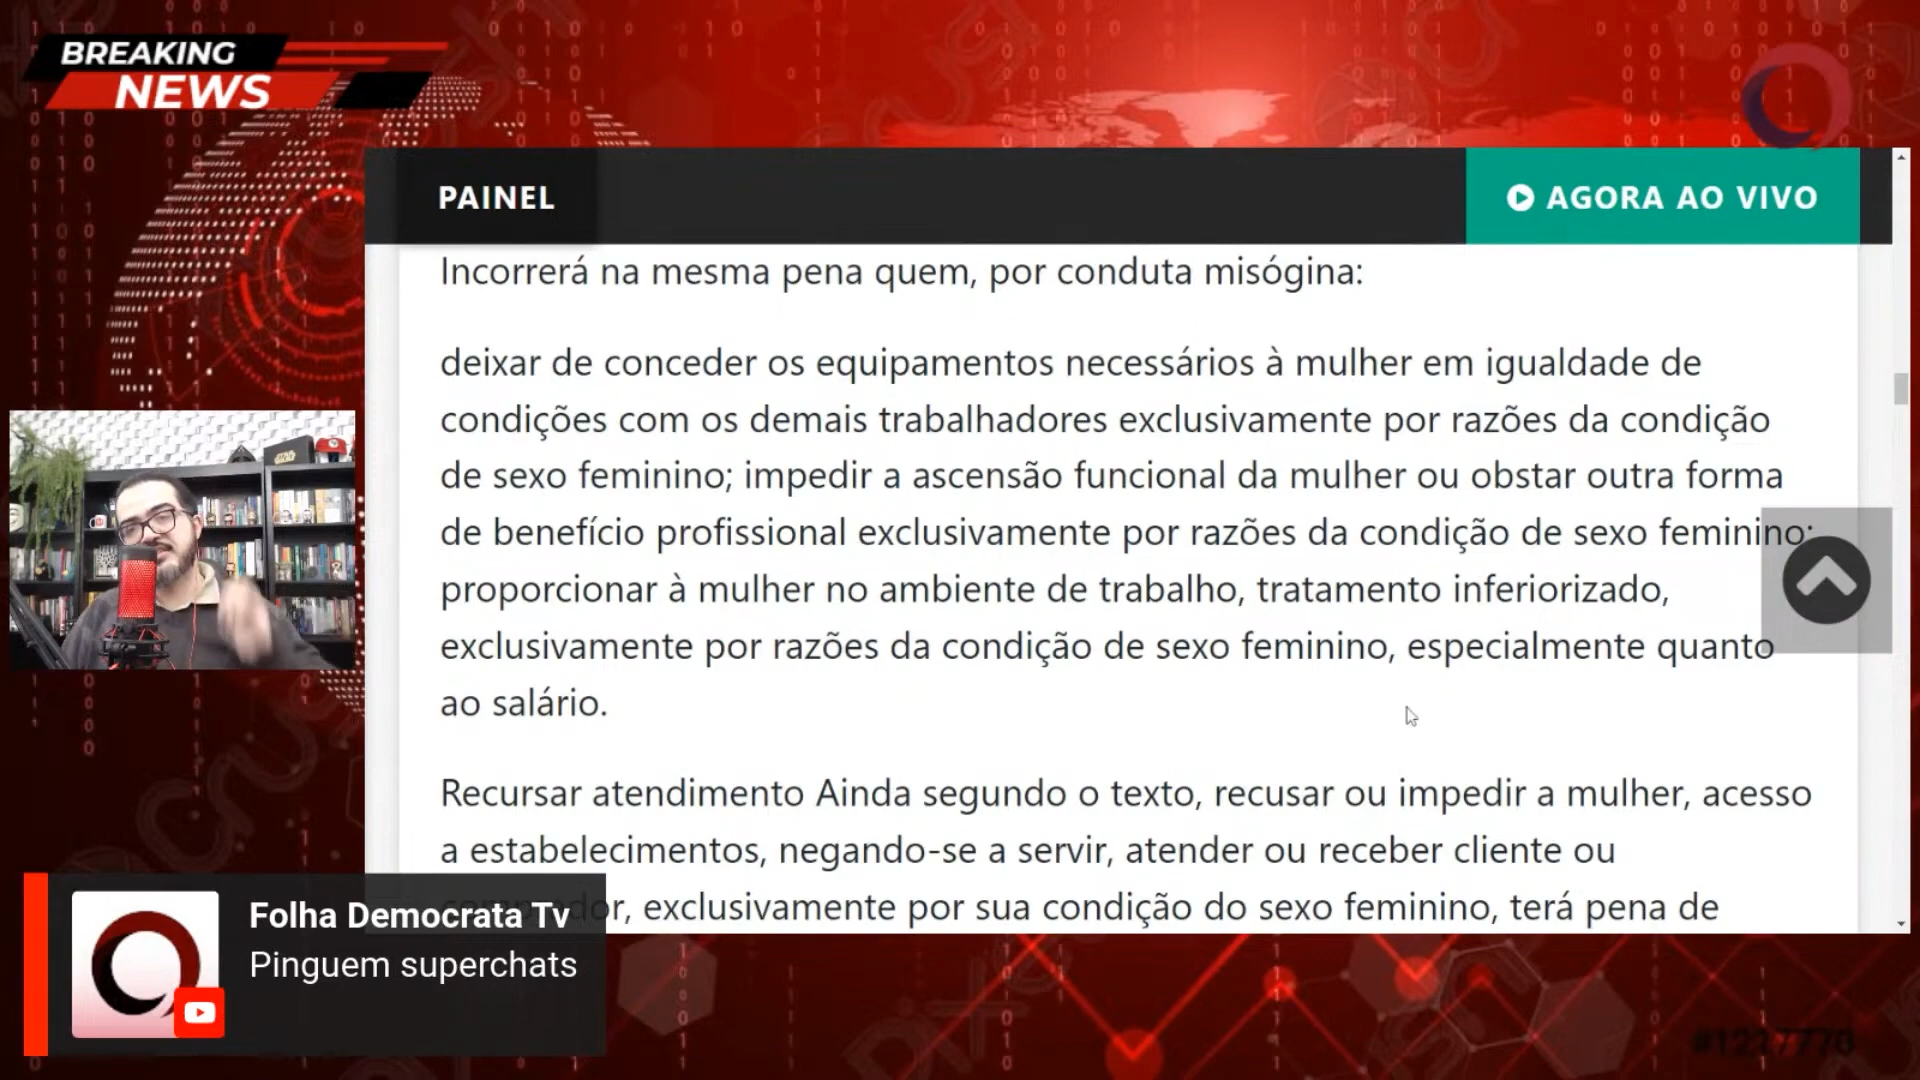 BREAKING
NEWS
PAINEL
AGORA AO VIVO
Incorrerá na mesma pena quem, por conduta misógina:
deixar de conceder os equipamentos necessários à mulher em igualdade de
condições com os demais trabalhadores exclusivamente por razões da condição
de sexo feminino; impedir a ascensão funcional da mulher ou obstar outra forma
de benefício profissional exclusivamente por razões da condição de sexo feminino;
proporcionar à mulher no ambiente de trabalho, tratamento inferiorizado,
exclusivamente por razões da condição de sexo feminino, especialmente quanto
ao salário.
Recursar atendimento Ainda segundo o texto, recusar ou impedir a mulher, acesso
a estabelecimentos, negando-se a servir, atender ou receber cliente ou
comprador, exclusivamente por sua condição do sexo feminino, terá pena de
Folha Democrata Tv
Pinguem superchats